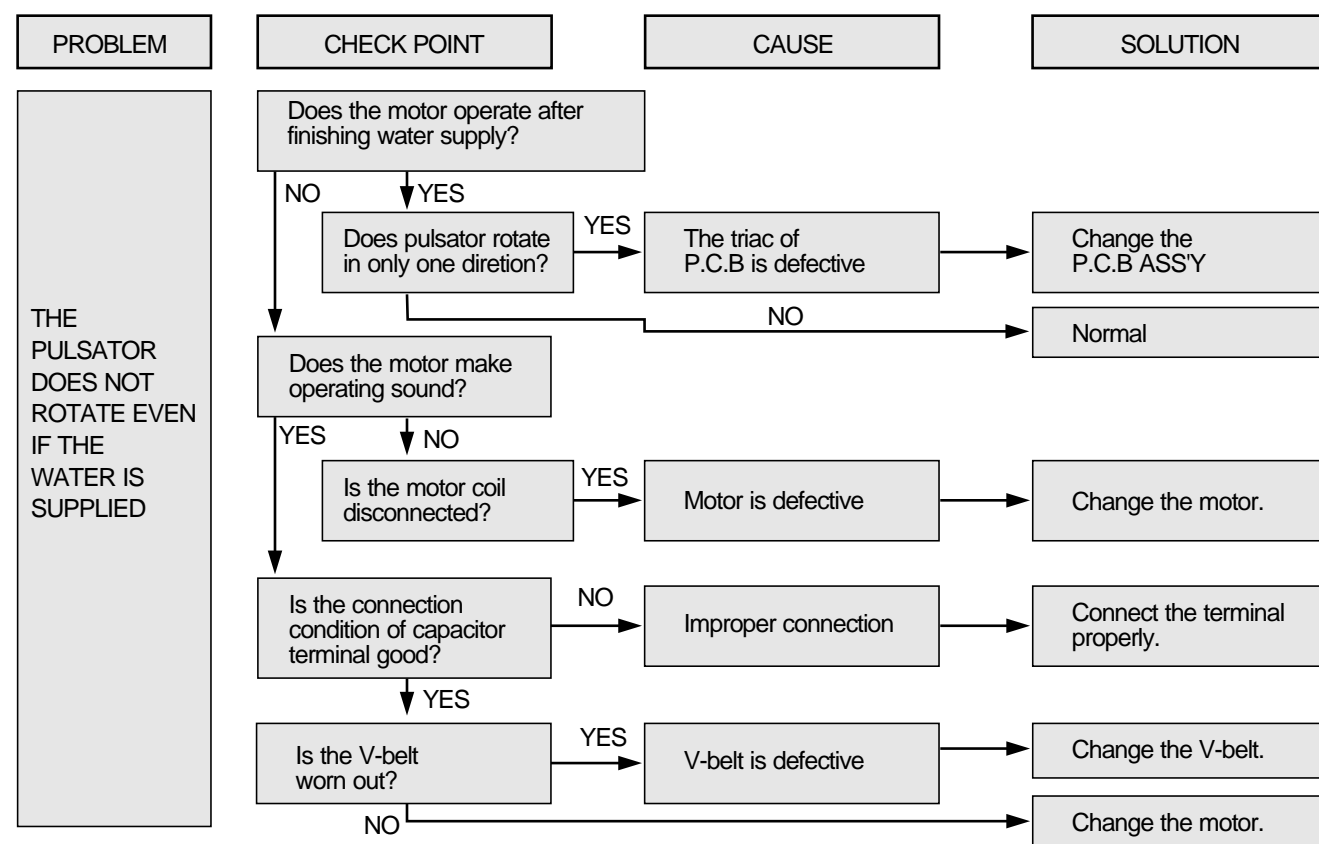 PROBLEM
CHECK POINT
CAUSE
SOLUTION
THE
PULSATOR
DOES NOT
ROTATE EVEN
IF THE
WATER IS
SUPPLIED
Does the motor operate after
finishing water supply?
NO
YES
Does pulsator rotate
in only one diretion?
YES
The triac of
P.C.B is defective
Change the
P.C.B ASS'Y
NO
Normal
Does the motor make
operating sound?
YES
NO
Is the motor coil
disconnected?
YES
Motor is defective
Change the motor.
Is the connection
condition of capacitor
terminal good?
NO
Improper connection
Connect the terminal
properly.
YES
Is the V-belt
worn out?
YES
V-belt is defective
Change the V-belt.
NO
Change the motor.